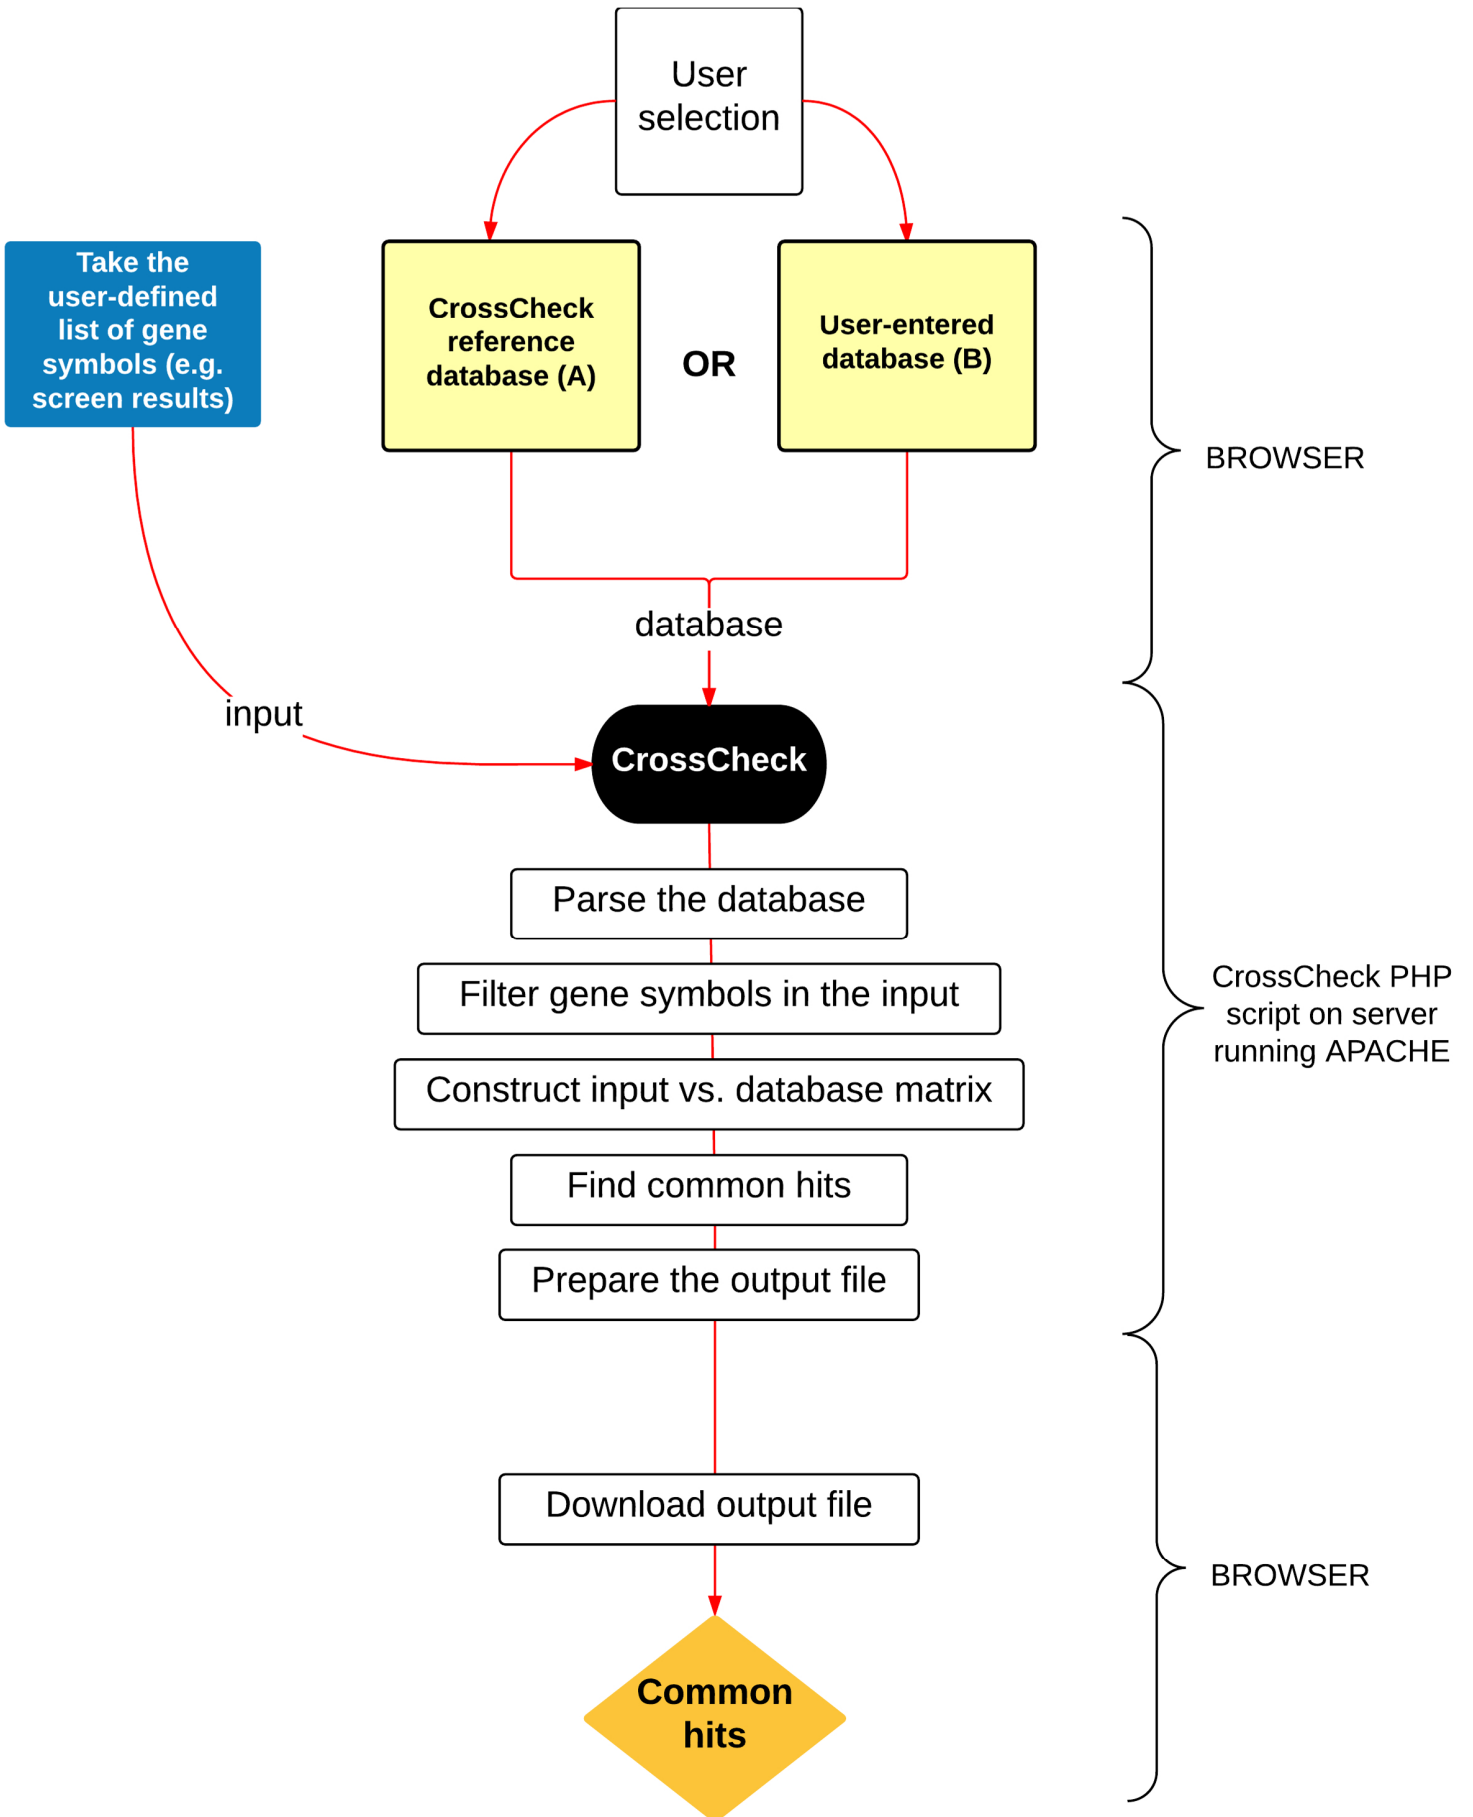 User
selection
Take the
user-defined
list of gene
symbols (e.g.
screen results)
CrossCheck
reference
database (A)
OR
User-entered
database (B)
BROWSER
database
input
CrossCheck
Parse the database
Filter gene symbols in the input
Construct input vs. database matrix
Find common hits
Prepare the output file
CrossCheck PHP
script on server
running APACHE
Download output file
BROWSER
Common
hits